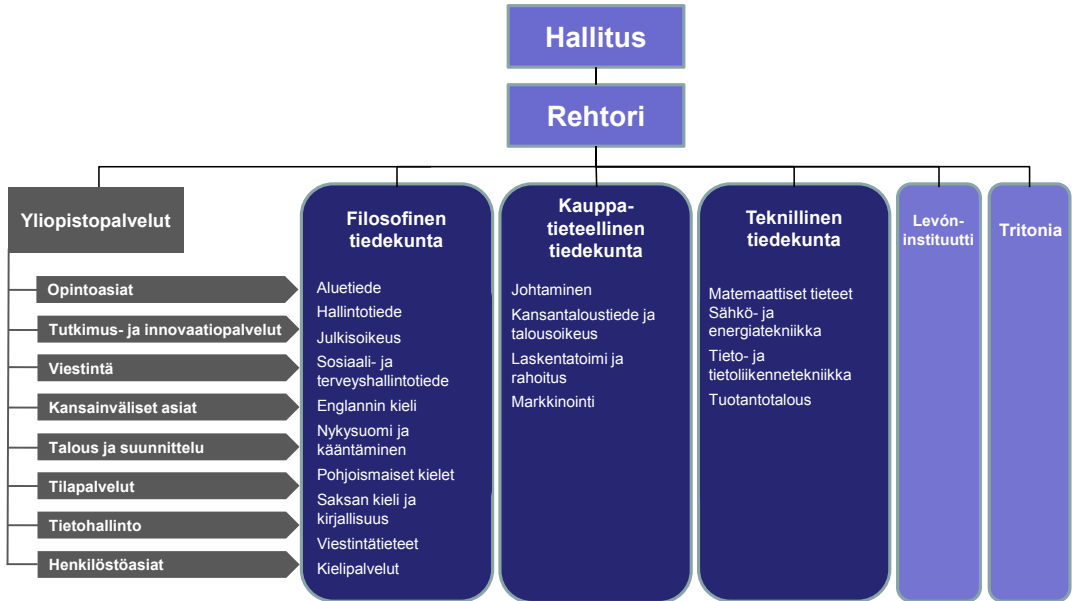 Hallitus
Rehtori
Yliopistopalvelut
Opintoasiat
Tutkimus- ja innovaatiopalvelut
Viestintä
Kansainväliset asiat
Talous ja suunnittelu
Tilapalvelut
Tietohallinto
Henkilöstöasiat
Filosofinen
tiedekunta
Aluetiede
Hallintotiede
Julkisoikeus
Sosiaali- ja
terveyshallintotiede
Englannin kieli
Nykysuomi ja
kääntäminen
Pohjoismaiset kielet
Saksan kieli ja
kirjallisuus
Viestintätieteet
Kielipalvelut
Kauppa-
tieteellinen
tiedekunta
Johtaminen
Kansantaloustiede ja
talousoikeus
Laskentatoimi ja
rahoitus
Markkinointi
Teknillinen
tiedekunta
Matemaattiset tieteet
Sähkö- ja
energiatekniikka
Tieto- ja
tietoliikennetekniikka
Tuotantotalous
Levón-
instituutti
Tritonia